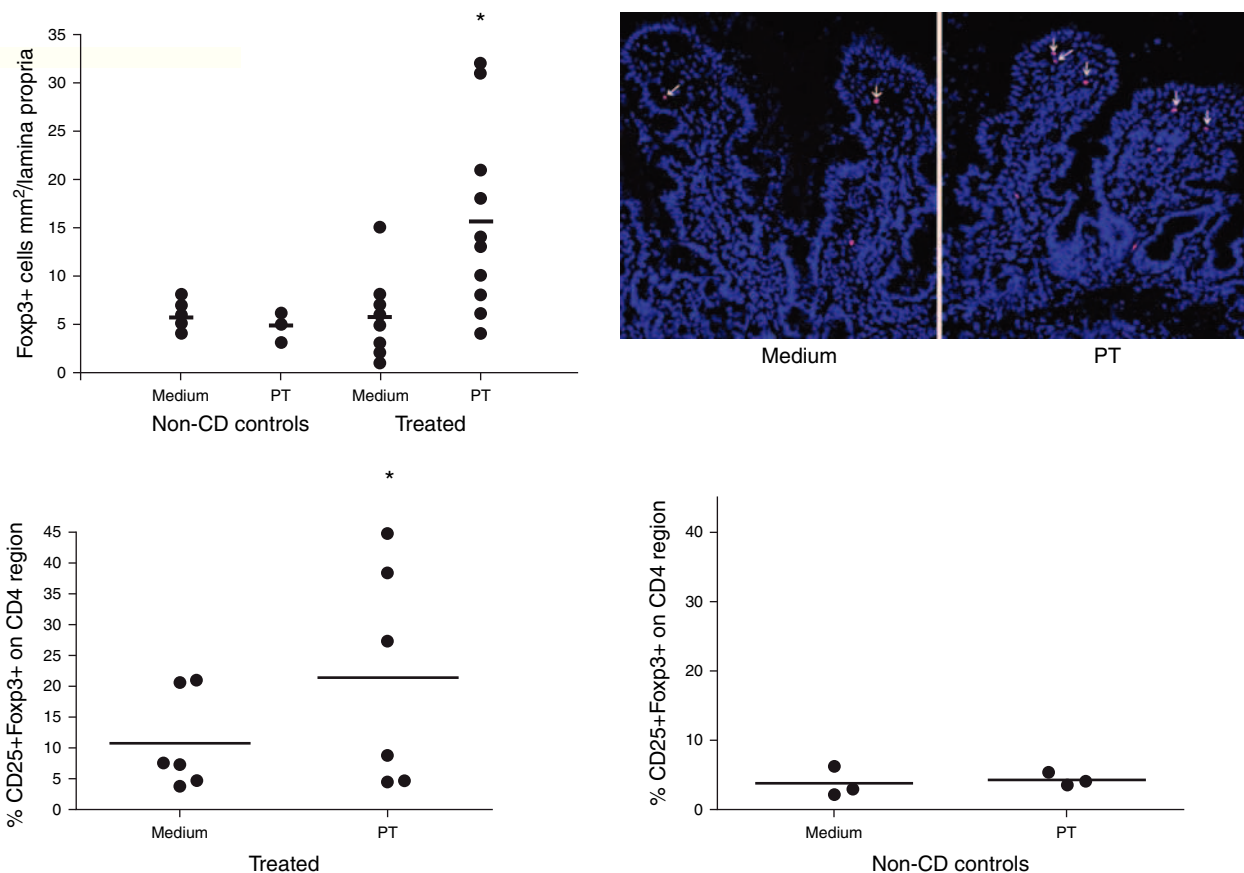 *
35
30
25
20
15
10
5
0
Foxp3+ cells mm²/lamina propria
Medium PT Medium PT
Non-CD controls Treated
Medium PT
*
45
40
35
30
25
20
15
10
5
0
% CD25+Foxp3+ on CD4 region
Medium PT
Treated
40
30
20
10
0
% CD25+Foxp3+ on CD4 region
Medium PT
Non-CD controls